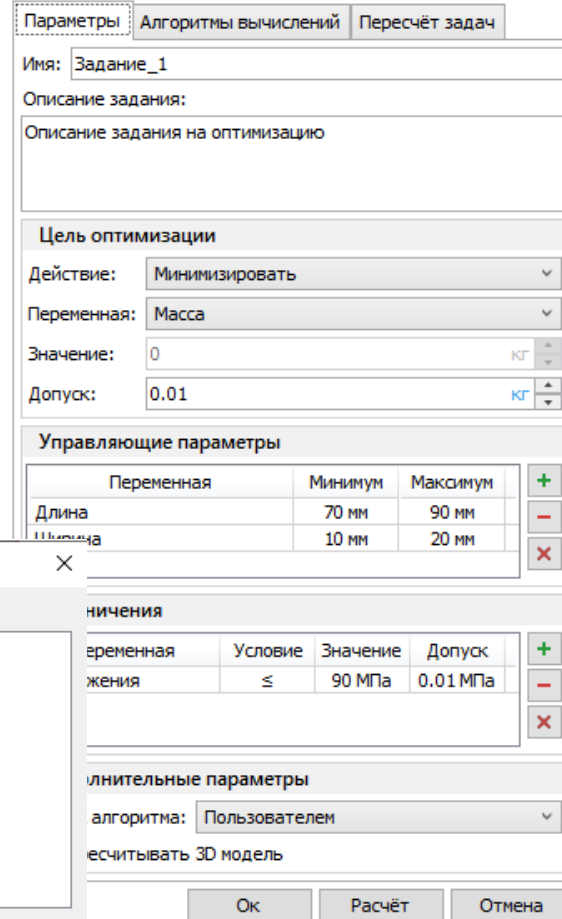 Параметры Алгоритмы вычислений Пересчёт задач
Имя: Задание_1
Описание задания:
Описание задания на оптимизацию
Цель оптимизации
Действие: Минимизировать
Переменная: Масса
Значение: 0 кг
Допуск: 0.01 кг
Управляющие параметры
Переменная Минимум Максимум
Длина 70 мм 90 мм
Ширина 10 мм 20 мм
ничения
еременная Условие Значение Допуск
жения ≤ 90 МПа 0.01 МПа
олнительные параметры
алгоритма: Пользователем
есчитывать 3D модель
Ок Расчёт Отмена